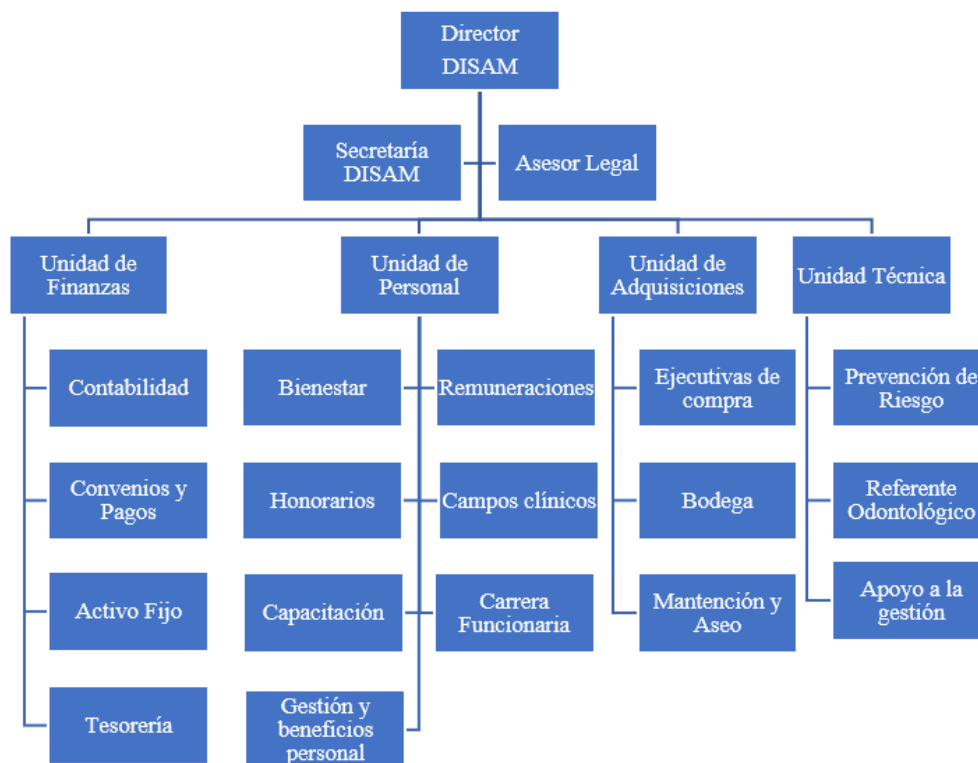 Director
DISAM
Secretaría
DISAM
Asesor Legal
Unidad de
Finanzas
Unidad de
Personal
Unidad de
Adquisiciones
Unidad Técnica
Contabilidad
Convenios y
Pagos
Activo Fijo
Tesorería
Bienestar
Remuneraciones
Honorarios
Campos clínicos
Capacitación
Carrera
Funcionaria
Gestión y
beneficios
personal
Ejecutivas de
compra
Bodega
Mantención y
Aseo
Prevención de
Riesgo
Referente
Odontológico
Apoyo a la
gestión